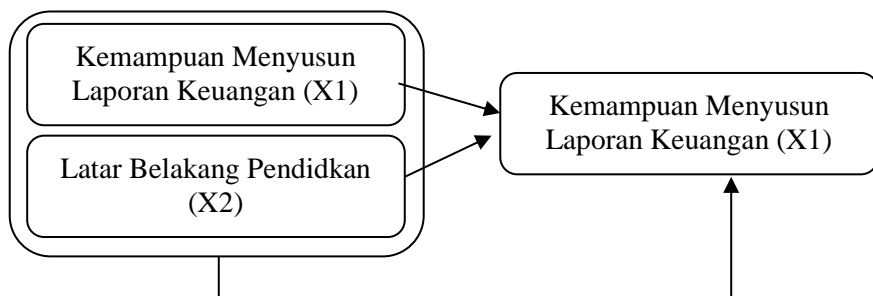 Kemampuan Menyusun
Laporan Keuangan (X1)
Latar Belakang Pendidkan
(X2)
Kemampuan Menyusun
Laporan Keuangan (X1)